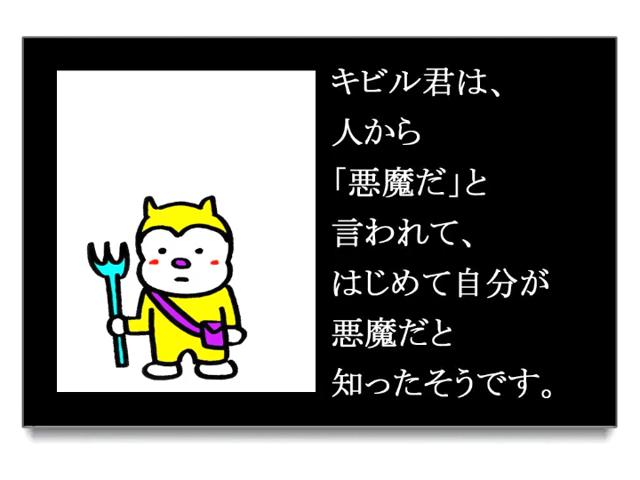 キビル君は、
人から
「悪魔だ」と
言われて、
はじめて自分が
悪魔だと
知ったそうです。